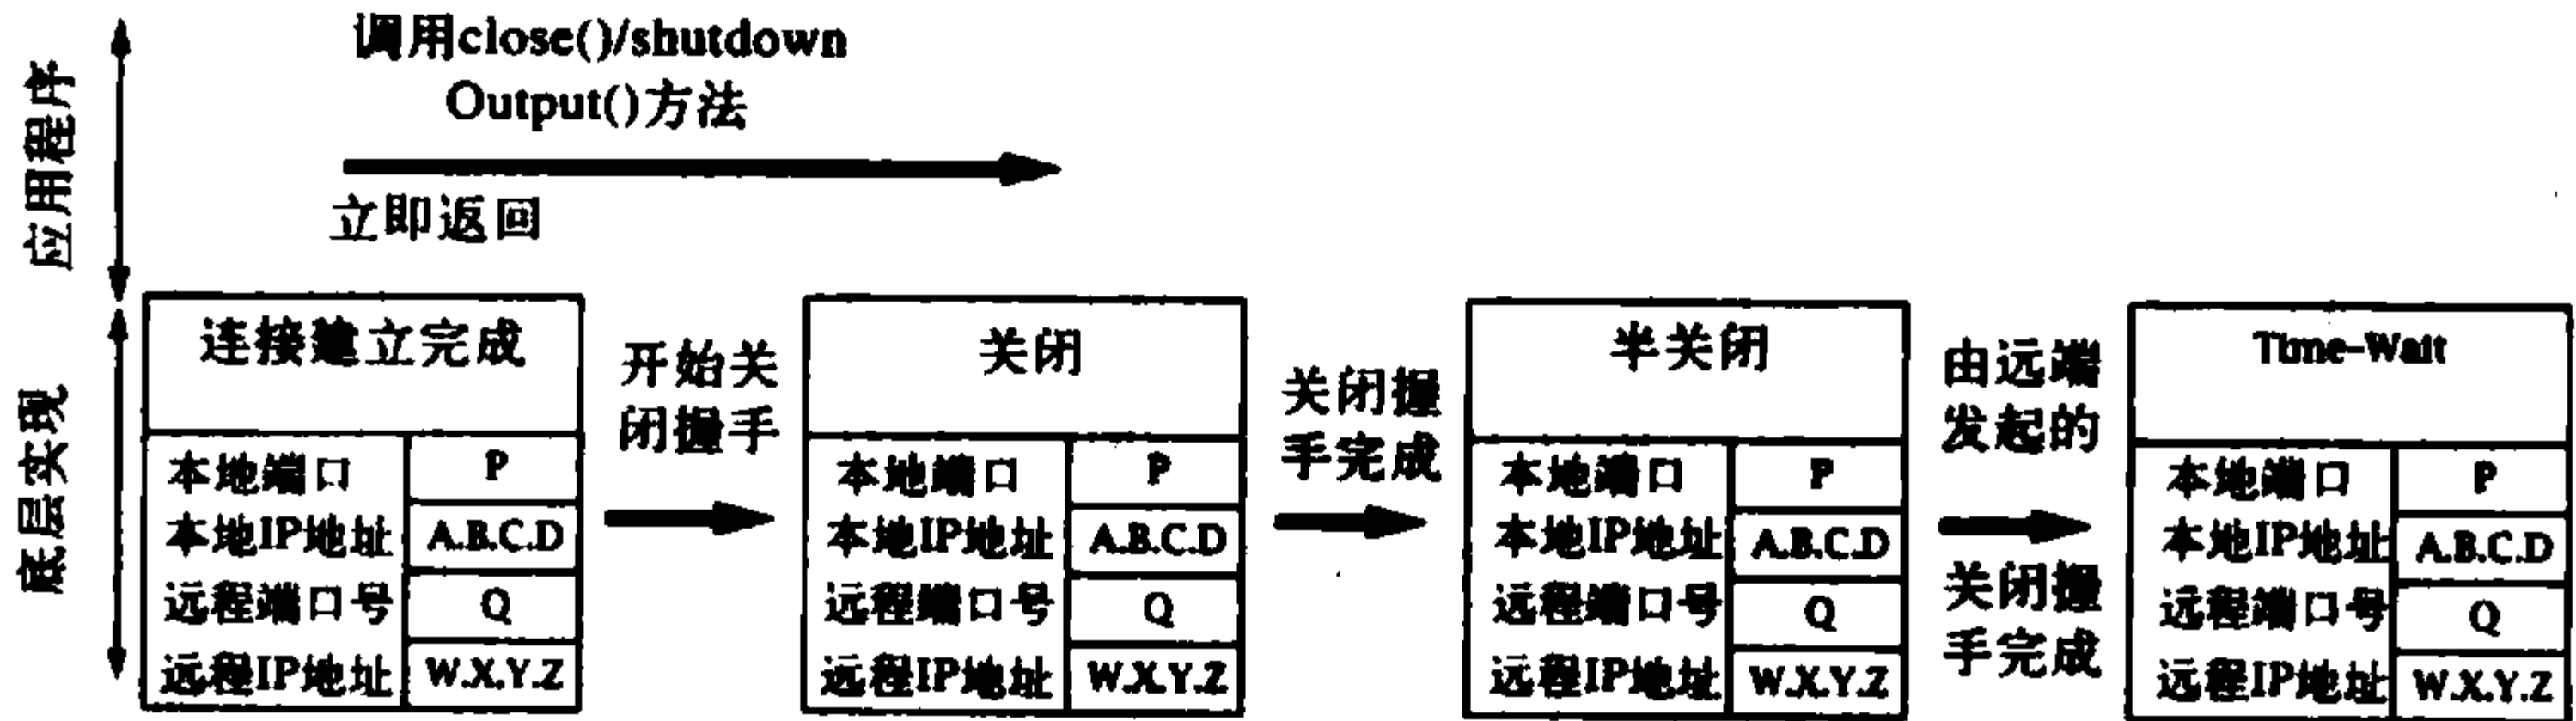 应用程序
调用close()/shutdown
Output()方法
立即返回
底层实现
连接建立完成
本地端口 P
本地IP地址 A.B.C.D
远程端口号 Q
远程IP地址 W.X.Y.Z
开始关
闭握手
关闭
本地端口 P
本地IP地址 A.B.C.D
远程端口号 Q
远程IP地址 W.X.Y.Z
关闭握
手完成
半关闭
本地端口 P
本地IP地址 A.B.C.D
远程端口号 Q
远程IP地址 W.X.Y.Z
由远端
发起的
关闭握
手完成
Time-Wait
本地端口 P
本地IP地址 A.B.C.D
远程端口号 Q
远程IP地址 W.X.Y.Z